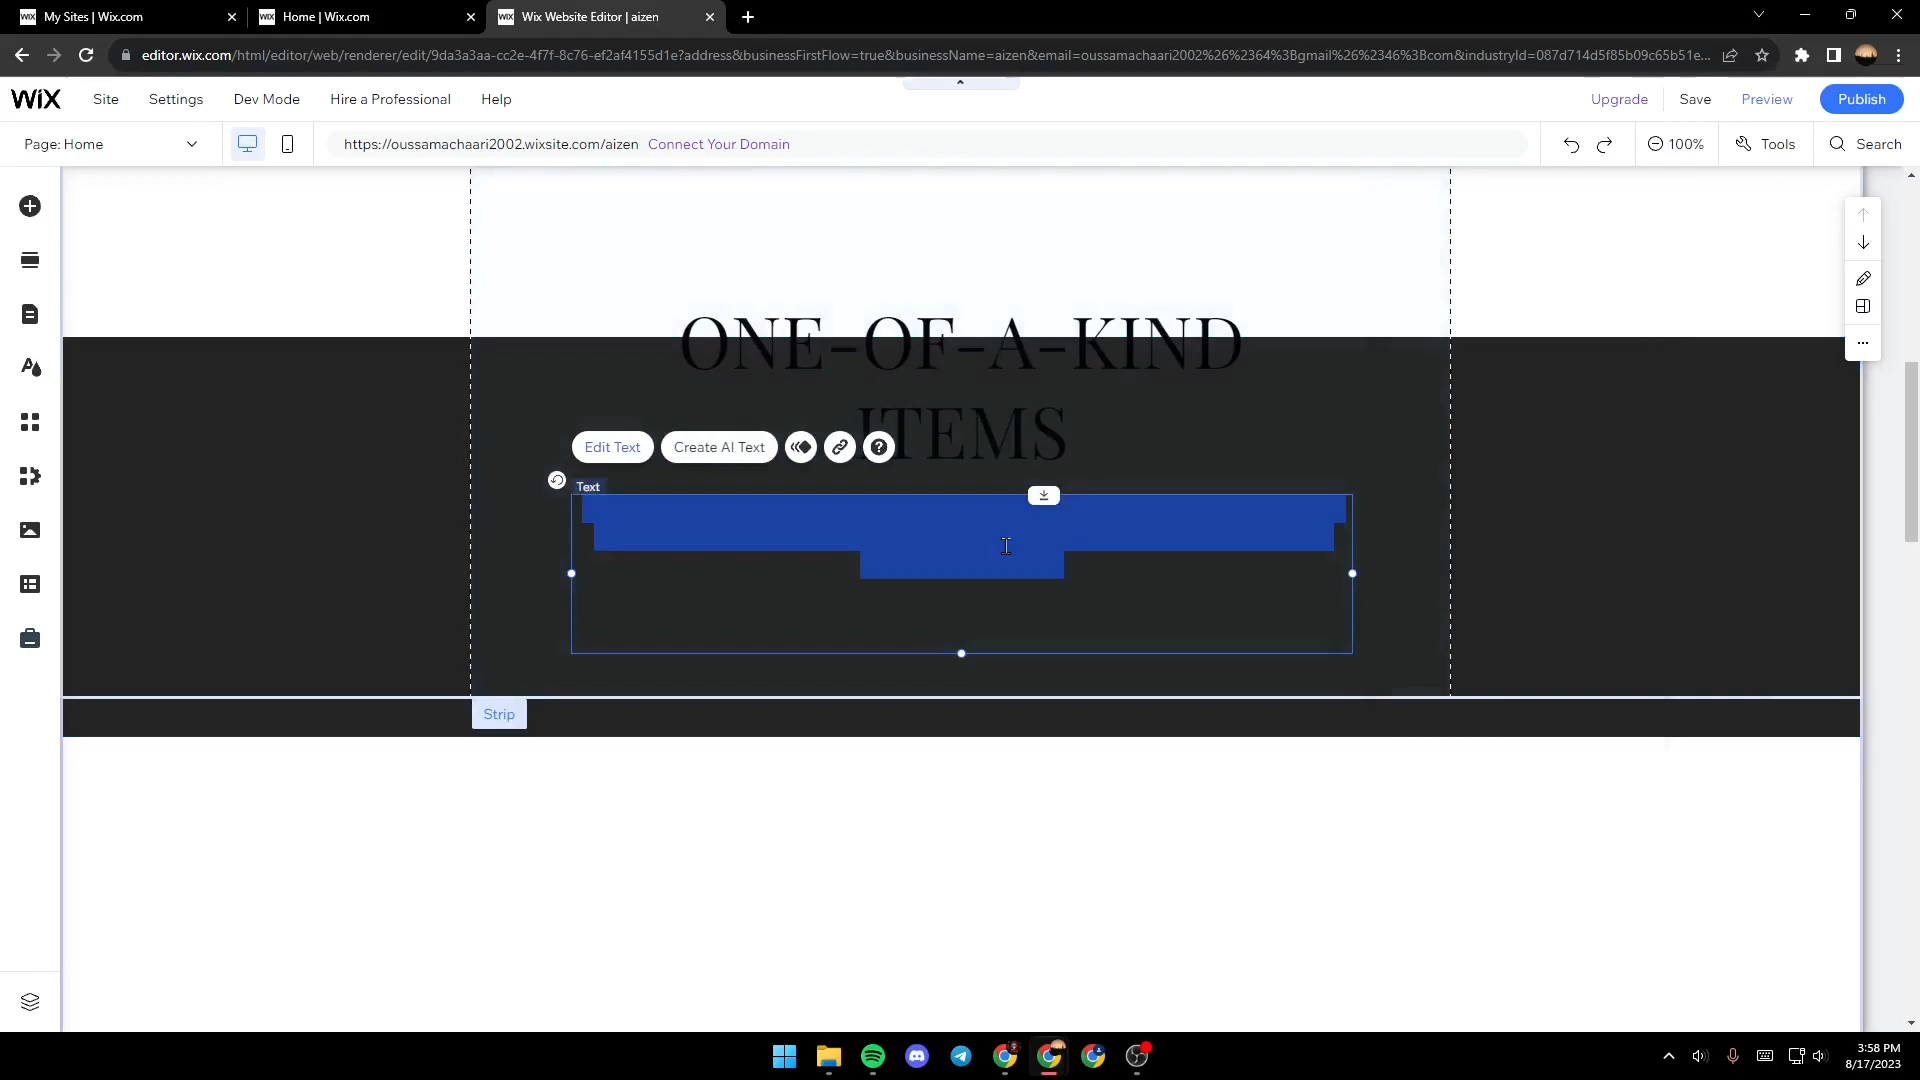 My Sites | Wix.com
Home | Wix.com
Wix Website Editor | aizen
editor.wix.com/html/editor/web/renderer/edit/9da3a3aa-cc2e-4f7f-8c76-ef2af4155d1e?address&businessFirstFlow=true&businessName=aizen&email=oussamachaari2002%26%2364%3Bgmail%26%2346%3Bcom&industryId=087d714d5f85b09c65b51e...
WIX
Site
Settings
Dev Mode
Hire a Professional
Help
Upgrade
Save
Preview
Publish
Page: Home
https://oussamachaari2002.wixsite.com/aizen
Connect Your Domain
100%
Tools
Search
ONE-OF-A-KIND
ITEMS
Edit Text
Create AI Text
Text
Strip
3:58 PM
8/17/2023